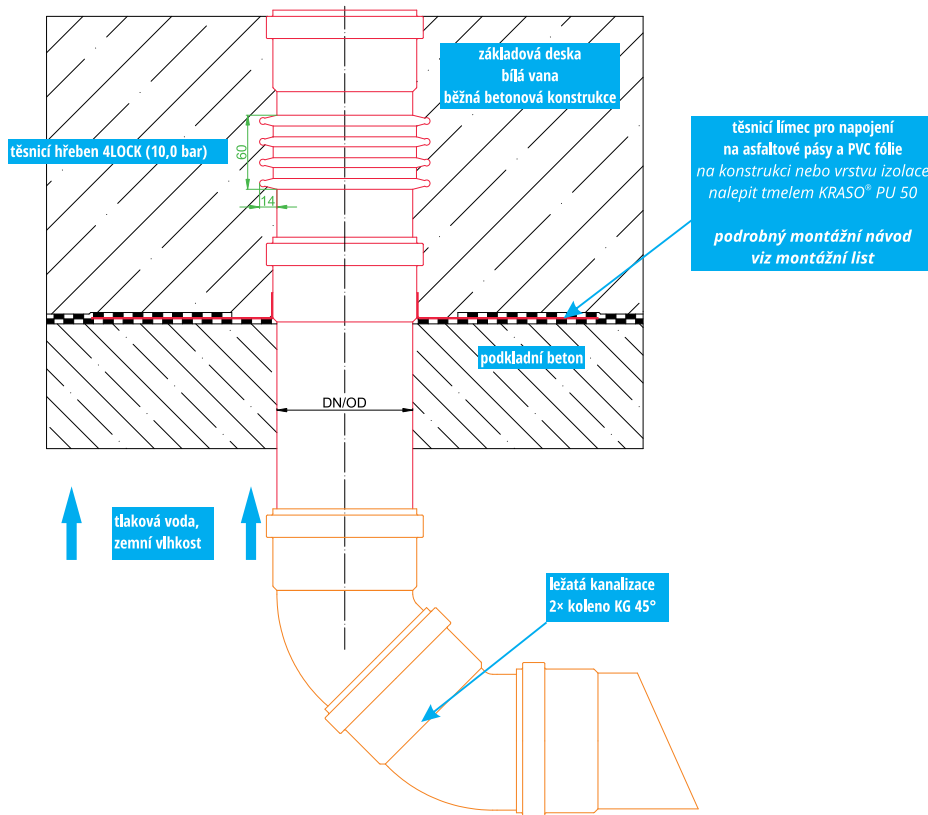 základová deska
bílá vana
běžná betonová konstrukce
těsnicí límec pro napojení
na asfaltové pásy a PVC fólie
na konstrukci nebo vrstvu izolace
nalepit tmelem KRASO® PU 50
podrobný montážní návod
viz montážní list
těsnicí hřeben 4LOCK (10,0 bar)
60
14
podkladní beton
DN/OD
tlaková voda,
zemní vlhkost
ležatá kanalizace
2× koleno KG 45°